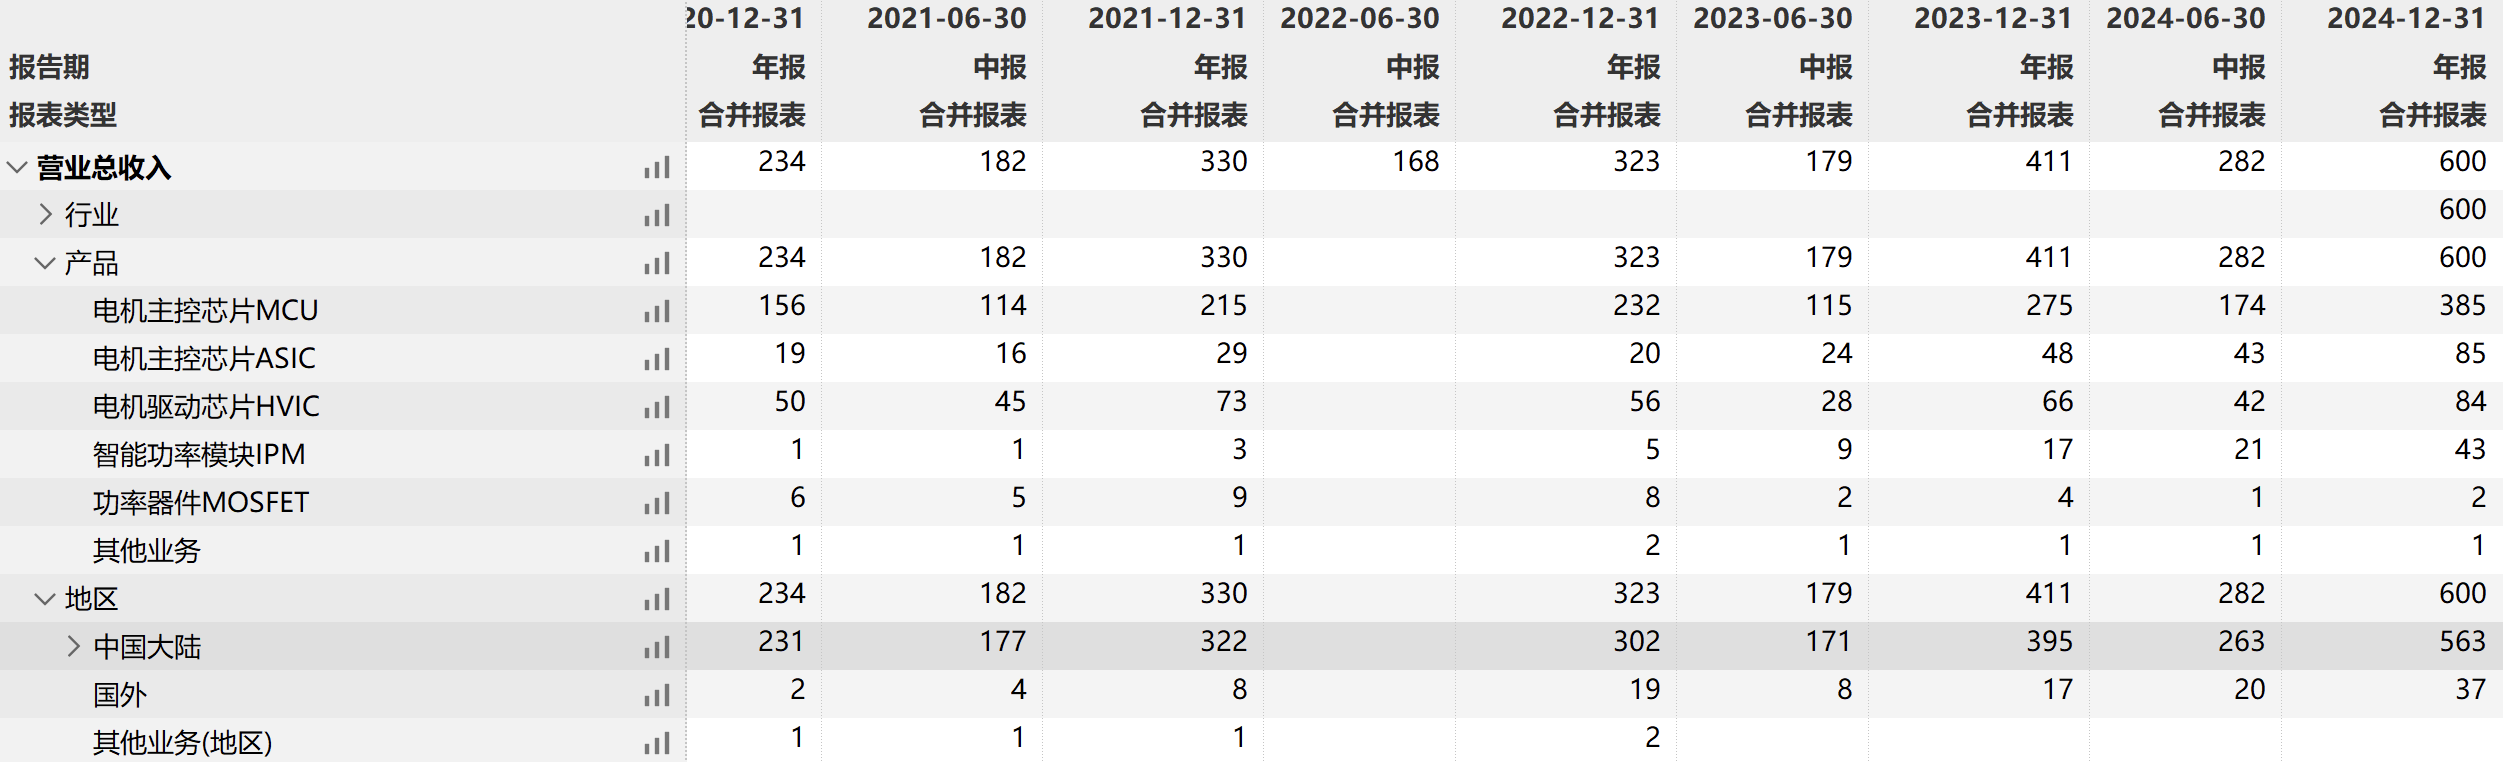 20-12-31 2021-06-30 2021-12-31 2022-06-30 2022-12-31 2023-06-30 2023-12-31 2024-06-30 2024-12-31
报告期 年报 中报 年报 中报 年报 中报 年报 中报 年报
报表类型 合并报表 合并报表 合并报表 合并报表 合并报表 合并报表 合并报表 合并报表 合并报表
营业总收入 234 182 330 168 323 179 411 282 600
行业 600
产品 234 182 330 323 179 411 282 600
电机主控芯片MCU 156 114 215 232 115 275 174 385
电机主控芯片ASIC 19 16 29 20 24 48 43 85
电机驱动芯片HVIC 50 45 73 56 28 66 42 84
智能功率模块IPM 1 1 3 5 9 17 21 43
功率器件MOSFET 6 5 9 8 2 4 1 2
其他业务 1 1 1 2 1 1 1 1
地区 234 182 330 323 179 411 282 600
中国大陆 231 177 322 302 171 395 263 563
国外 2 4 8 19 8 17 20 37
其他业务(地区) 1 1 1 2